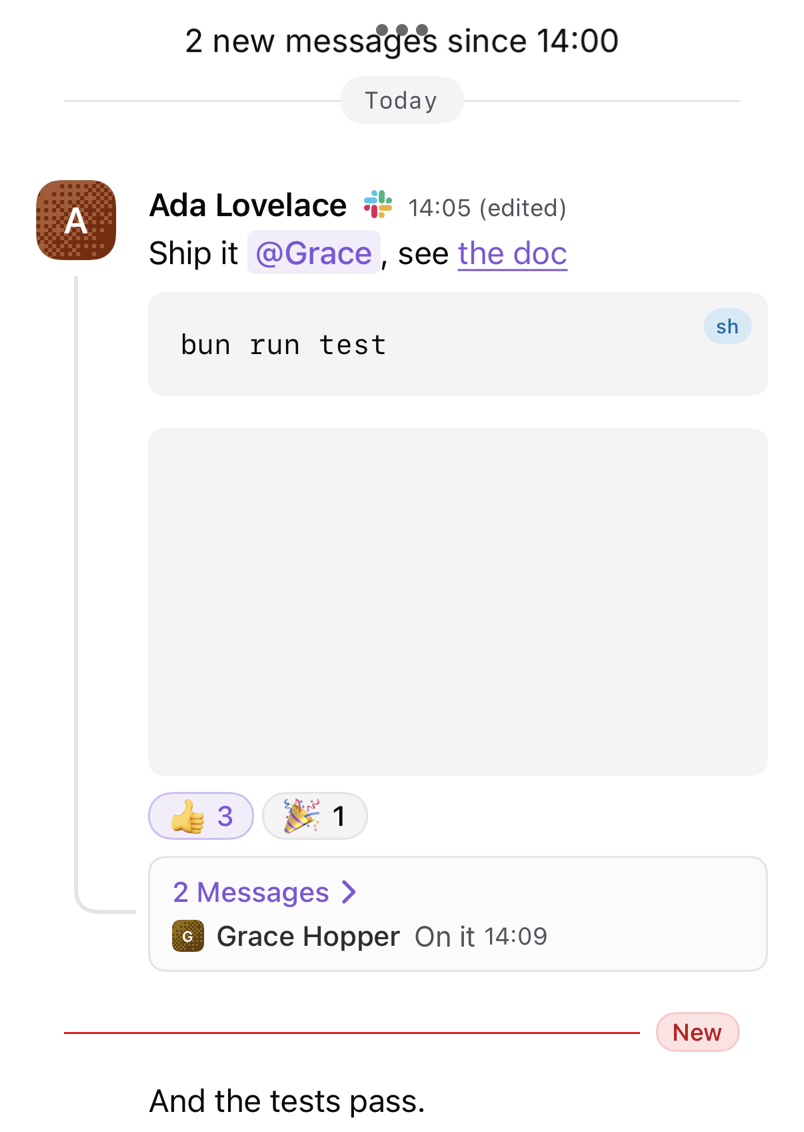 2 new messages since 14:00
Today
A
Ada Lovelace 14:05 (edited)
Ship it @Grace, see the doc
sh
bun run test
👍 3 🎉 1
2 Messages
G Grace Hopper On it 14:09
New
And the tests pass.